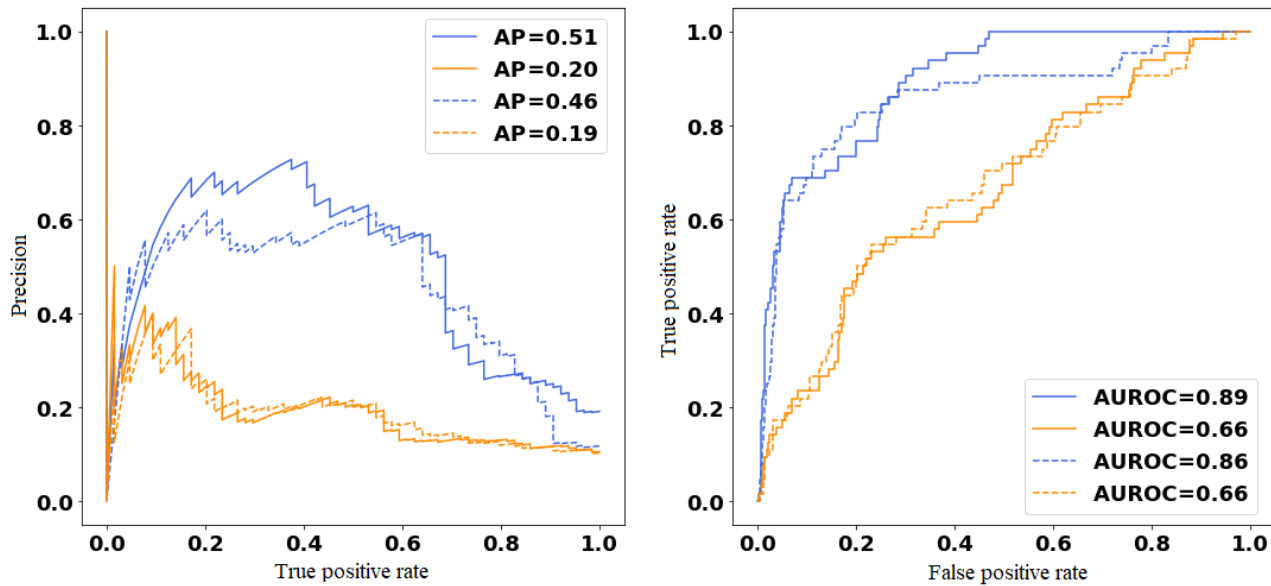 AP=0.51
AP=0.20
AP=0.46
AP=0.19
1.0
0.8
0.6
0.4
0.2
0.0
Precision
0.0 0.2 0.4 0.6 0.8 1.0
True positive rate
1.0
0.8
0.6
0.4
0.2
0.0
True positive rate
AUROC=0.89
AUROC=0.66
AUROC=0.86
AUROC=0.66
0.0 0.2 0.4 0.6 0.8 1.0
False positive rate